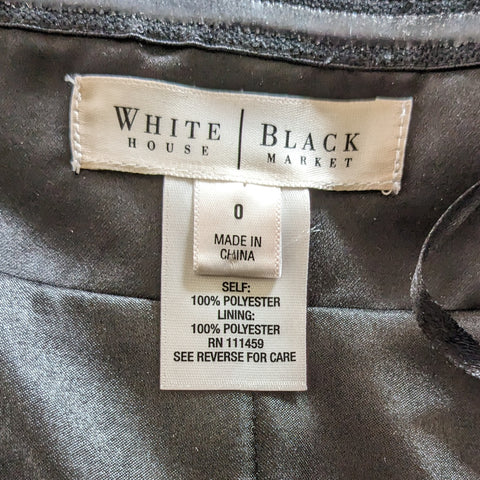 WHITE | BLACK
HOUSE MARKET
0
MADE IN
CHINA
SELF:
100% POLYESTER
LINING:
100% POLYESTER
RN 111459
SEE REVERSE FOR CARE